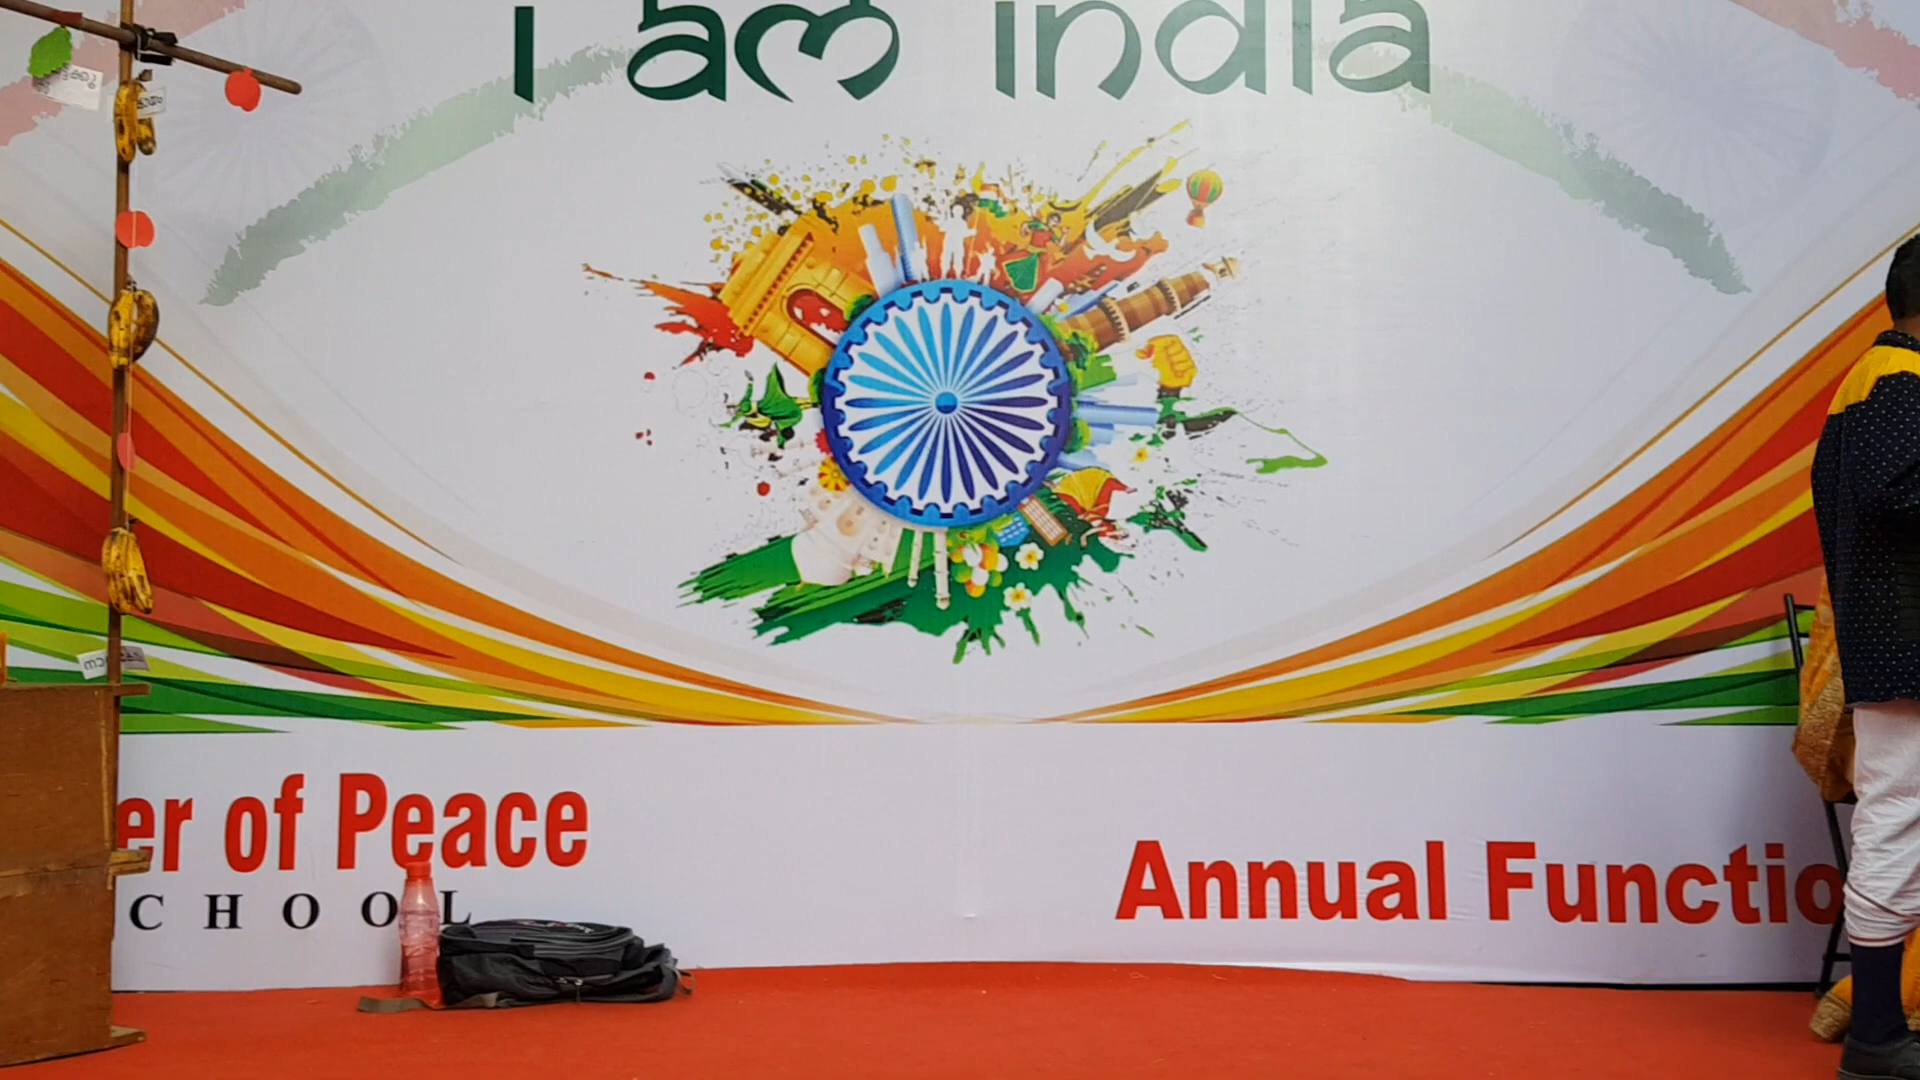 i am india
er of Peace
CHOOL
Annual Functio